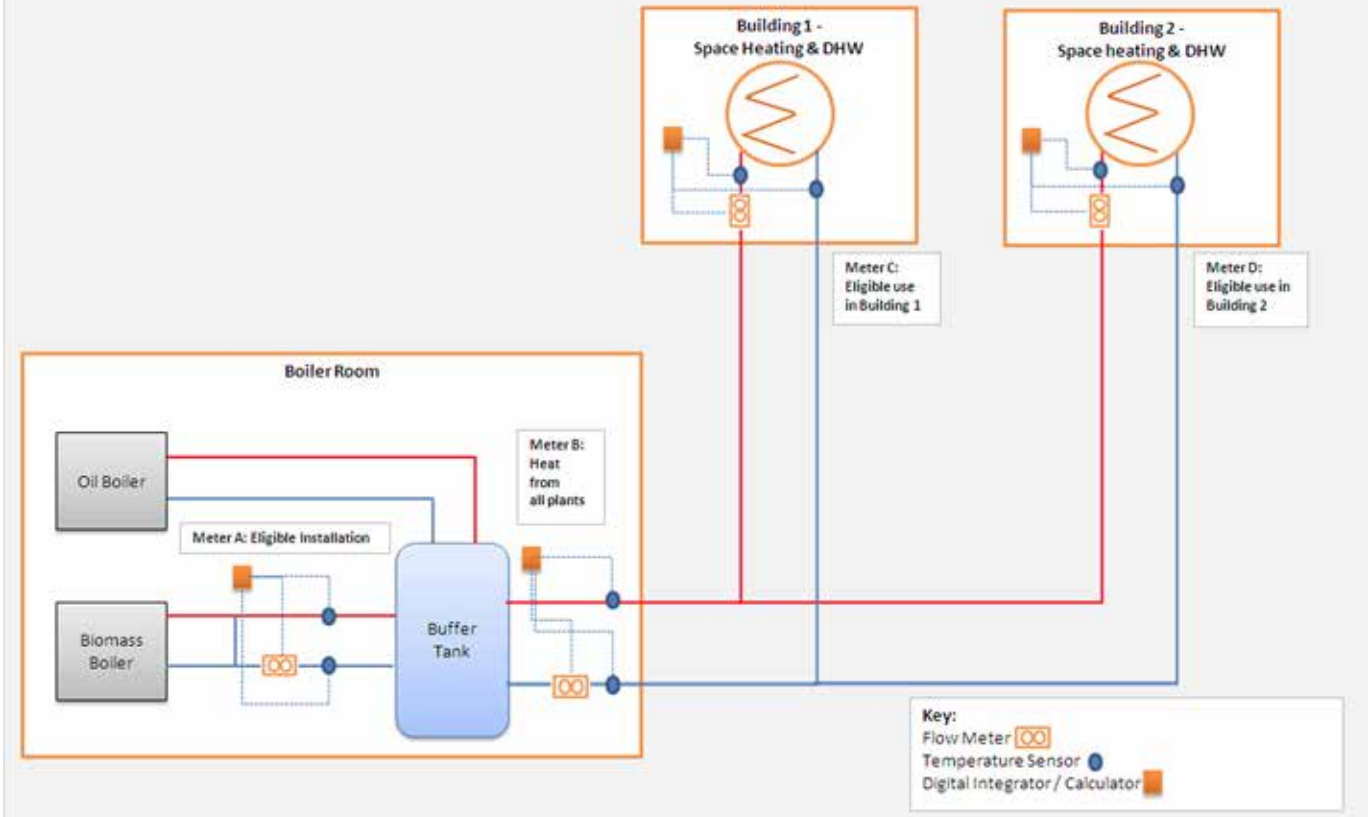 Building 1 -
Space Heating & DHW
Building 2 -
Space heating & DHW
Meter C:
Eligible use
in Building 1
Meter D:
Eligible use in
Building 2
Boiler Room
Oil Boiler
Meter B:
Heat
from
all plants
Meter A: Eligible Installation
Biomass
Boiler
Buffer
Tank
Key:
Flow Meter
Temperature Sensor
Digital Integrator / Calculator